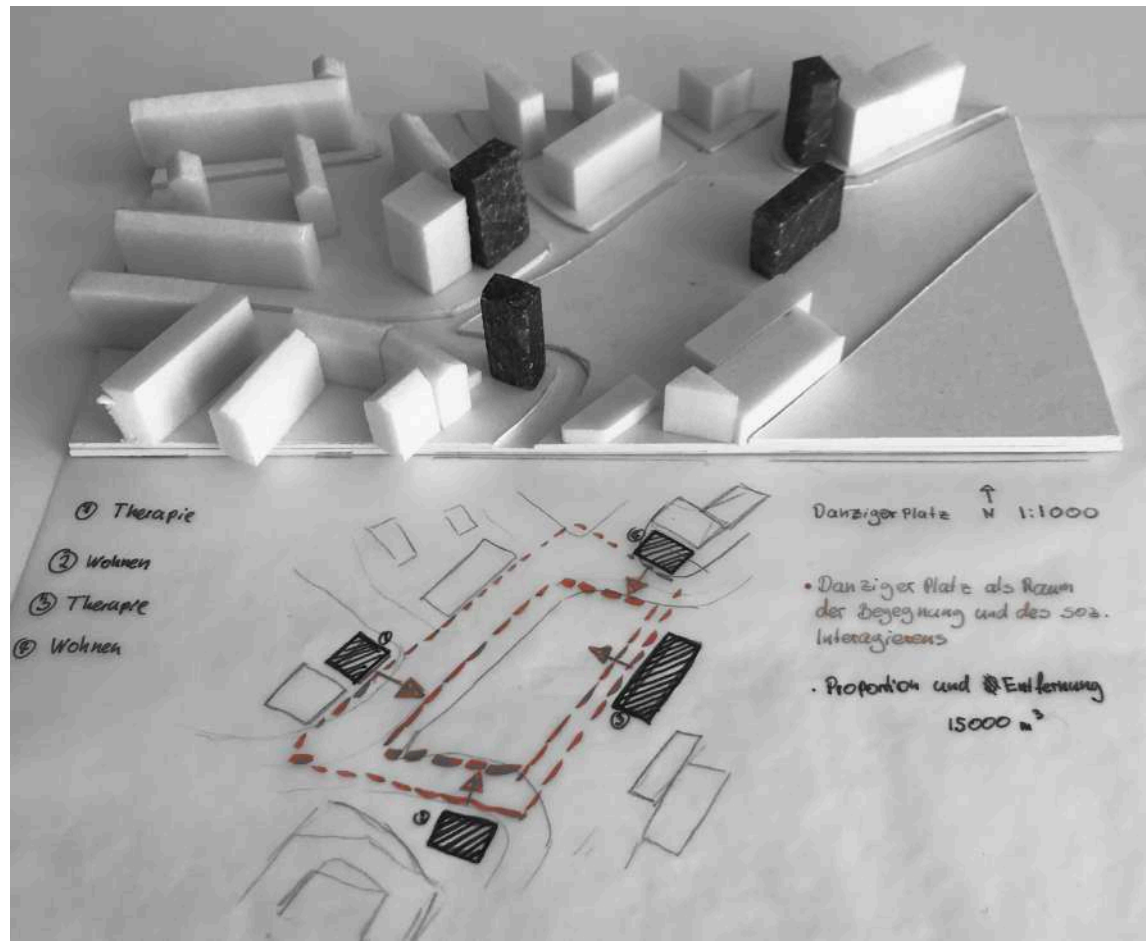 ① Therapie
② Wohnen
③ Therapie
④ Wohnen
Danziger Platz N 1:1000
• Danziger Platz als Raum
der Begegnung und des soz.
Interagierens
• Proportion und Entfernung
15000 m³